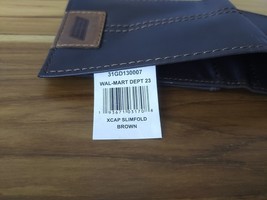 31GD130007
WAL-MART DEPT 23
XCAP SLIMFOLD
BROWN